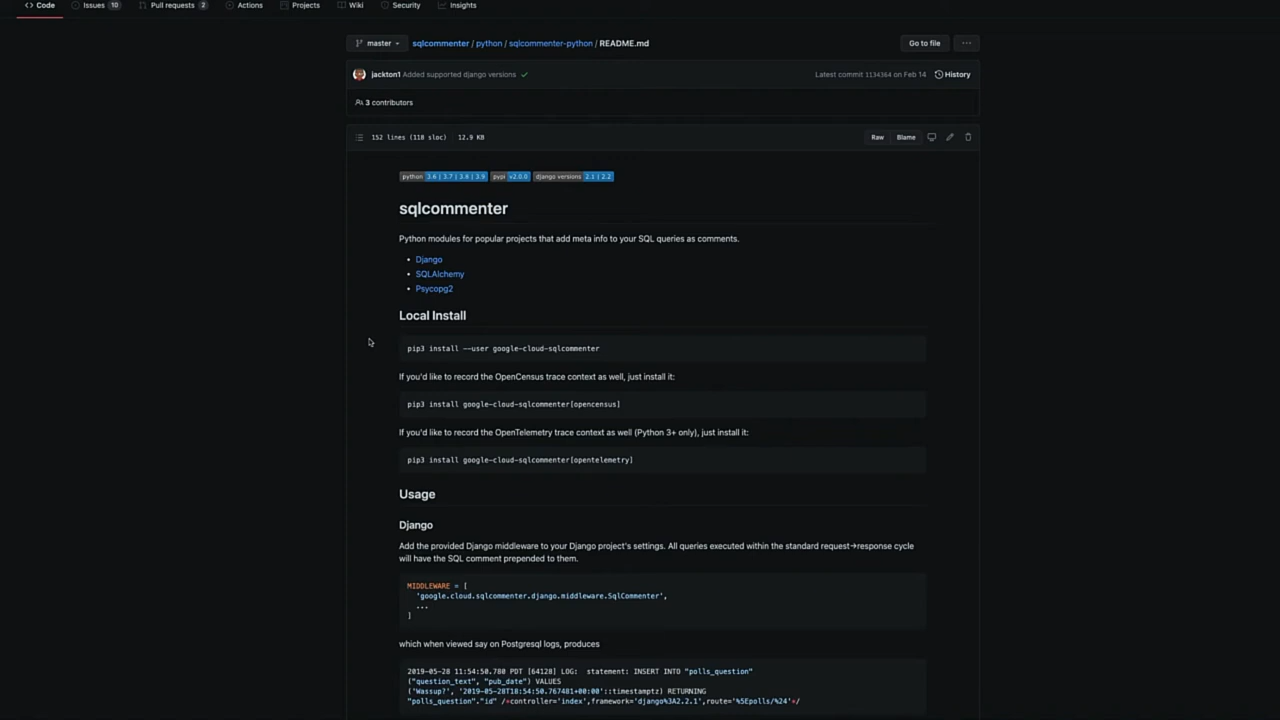 Code Issues 10 Pull requests 2 Actions Projects Wiki Security Insights
master sqlcommenter / python / sqlcommenter-python / README.md Go to file ...
jackton1 Added supported django versions Latest commit 1134364 on Feb 14 History
3 contributors
152 lines (118 sloc) 12.9 KB Raw Blame
python 3.6 | 3.7 | 3.8 | 3.9 pypi v2.0.0 django versions 2.1 | 2.2
sqlcommenter
Python modules for popular projects that add meta info to your SQL queries as comments.
• Django
• SQLAlchemy
• Psycopg2
Local Install
pip3 install --user google-cloud-sqlcommenter
If you'd like to record the OpenCensus trace context as well, just install it:
pip3 install google-cloud-sqlcommenter[opencensus]
If you'd like to record the OpenTelemetry trace context as well (Python 3+ only), just install it:
pip3 install google-cloud-sqlcommenter[opentelemetry]
Usage
Django
Add the provided Django middleware to your Django project's settings. All queries executed within the standard request→response cycle
will have the SQL comment prepended to them.
MIDDLEWARE = [
'google.cloud.sqlcommenter.django.middleware.SqlCommenter',
...
]
which when viewed say on Postgresql logs, produces
2019-05-28 11:54:50.780 PDT [64128] LOG: statement: INSERT INTO "polls_question"
("question_text", "pub_date") VALUES
('Wassup?', '2019-05-28T18:54:50.767481+00:00'::timestamptz) RETURNING
"polls_question"."id" /*controller='index',framework='django%3A2.2.1',route='%5Epolls/%24'*/